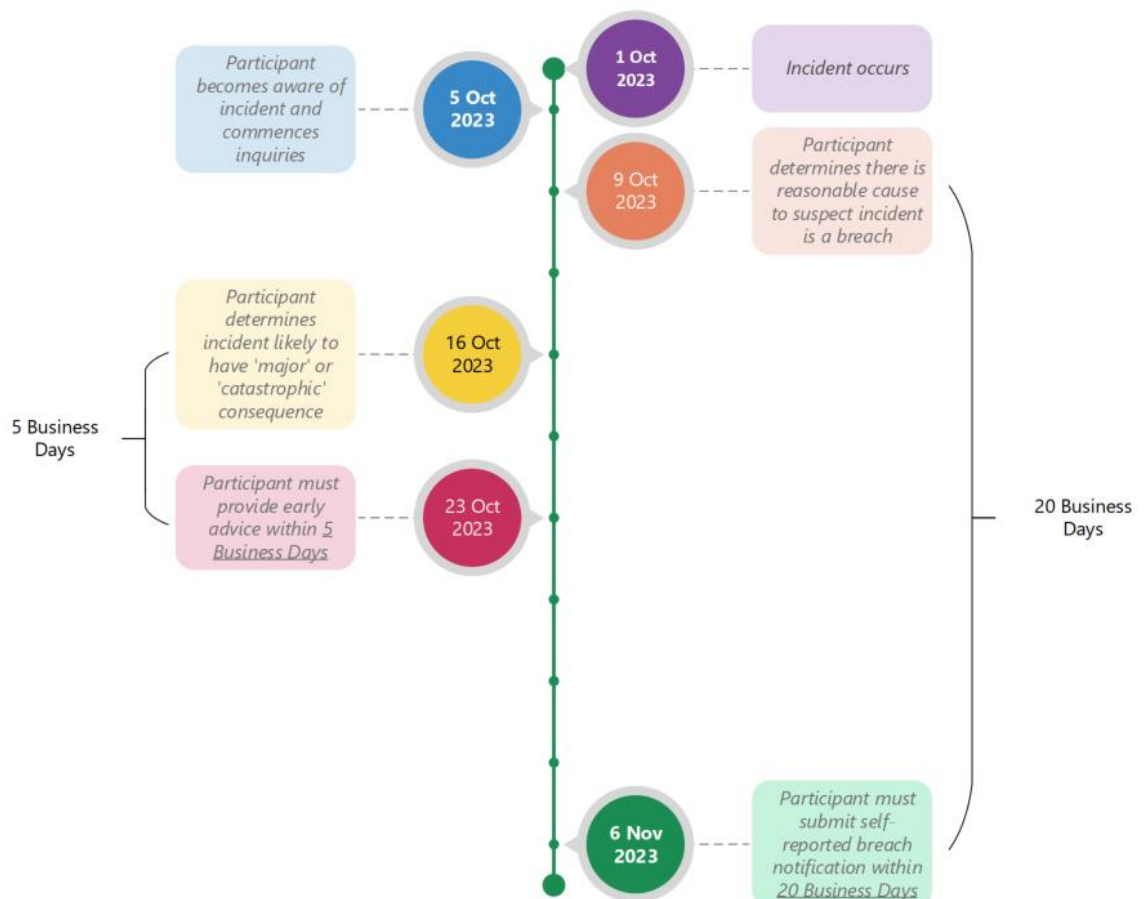 1 Oct
2023
Incident occurs
Participant
becomes aware of
incident and
commences
inquiries
5 Oct
2023
9 Oct
2023
Participant
determines there is
reasonable cause
to suspect incident
is a breach
Participant
determines
incident likely to
have 'major' or
'catastrophic'
consequence
16 Oct
2023
5 Business
Days
Participant must
provide early
advice within 5
Business Days
23 Oct
2023
20 Business
Days
6 Nov
2023
Participant must
submit self-
reported breach
notification within
20 Business Days